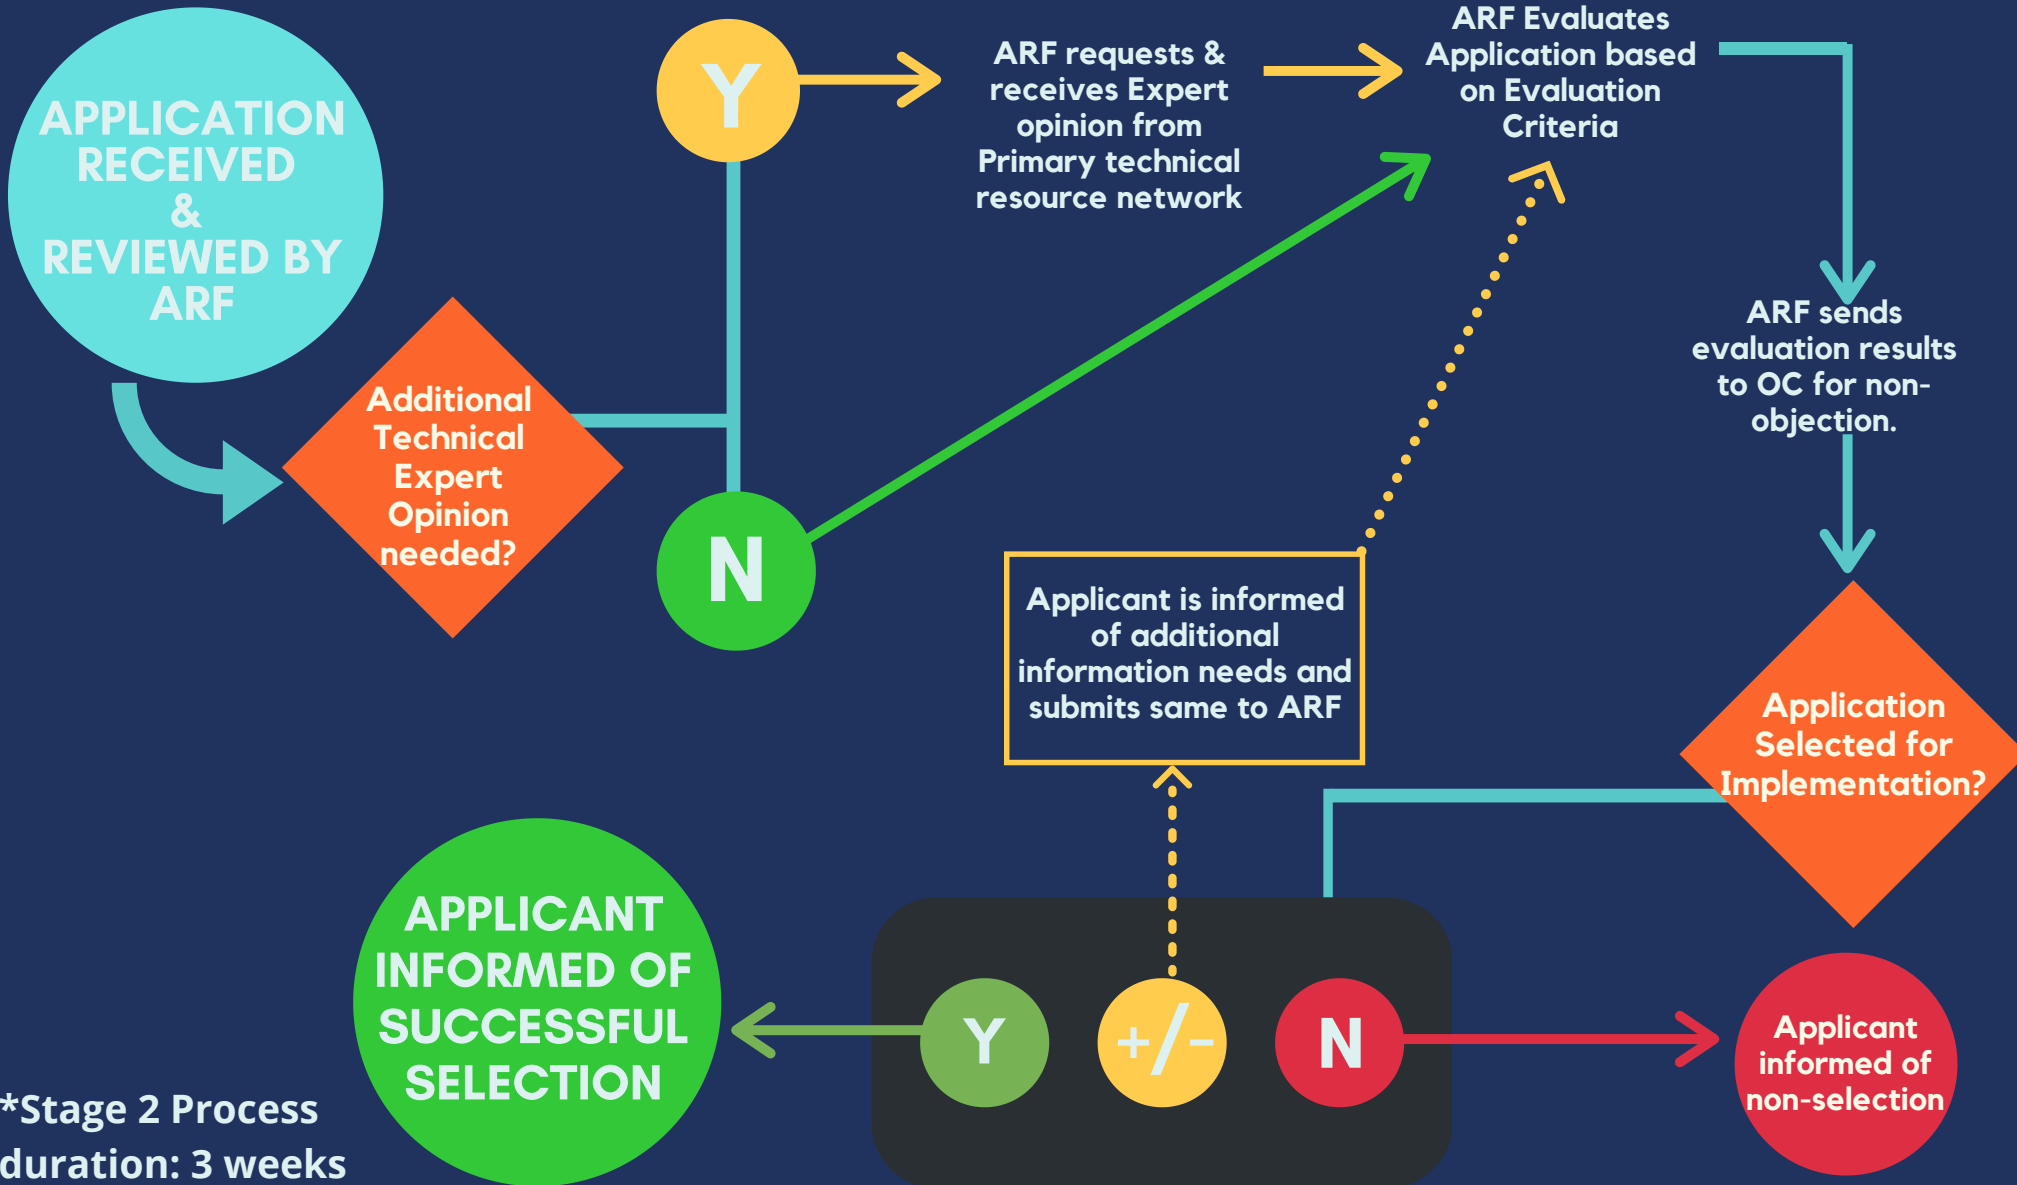 APPLICATION
RECEIVED
&
REVIEWED BY
ARF
Additional
Technical
Expert
Opinion
needed?
Y
N
ARF requests &
receives Expert
opinion from
Primary technical
resource network
ARF Evaluates
Application based
on Evaluation
Criteria
ARF sends
evaluation results
to OC for non-
objection.
Application
Selected for
Implementation?
Applicant is informed
of additional
information needs and
submits same to ARF
Y
+/-
N
APPLICANT
INFORMED OF
SUCCESSFUL
SELECTION
Applicant
informed of
non-selection
*Stage 2 Process
duration: 3 weeks